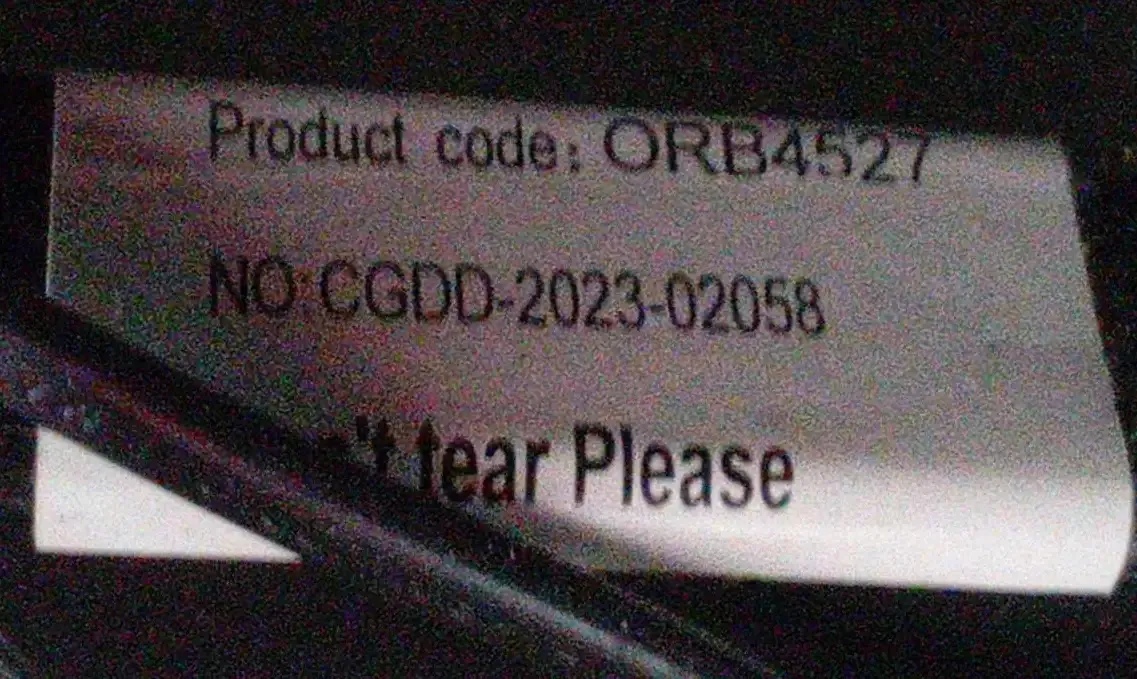 Product code: ORB4527
NO:CGDD-2023-02058
tear Please